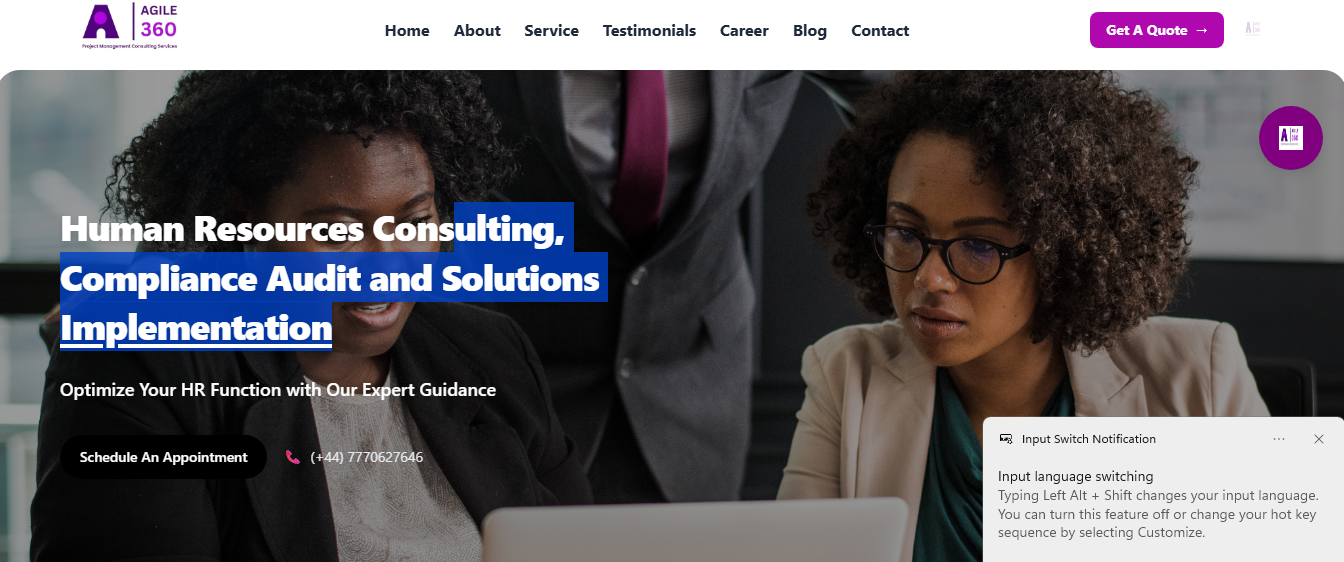 AGILE
360
Project Management Consulting Services
Home About Service Testimonials Career Blog Contact
Get A Quote →
Human Resources Consulting,
Compliance Audit and Solutions
Implementation
Optimize Your HR Function with Our Expert Guidance
Schedule An Appointment
(+44) 7770627646
Input Switch Notification
Input language switching
Typing Left Alt + Shift changes your input language.
You can turn this feature off or change your hot key
sequence by selecting Customize.